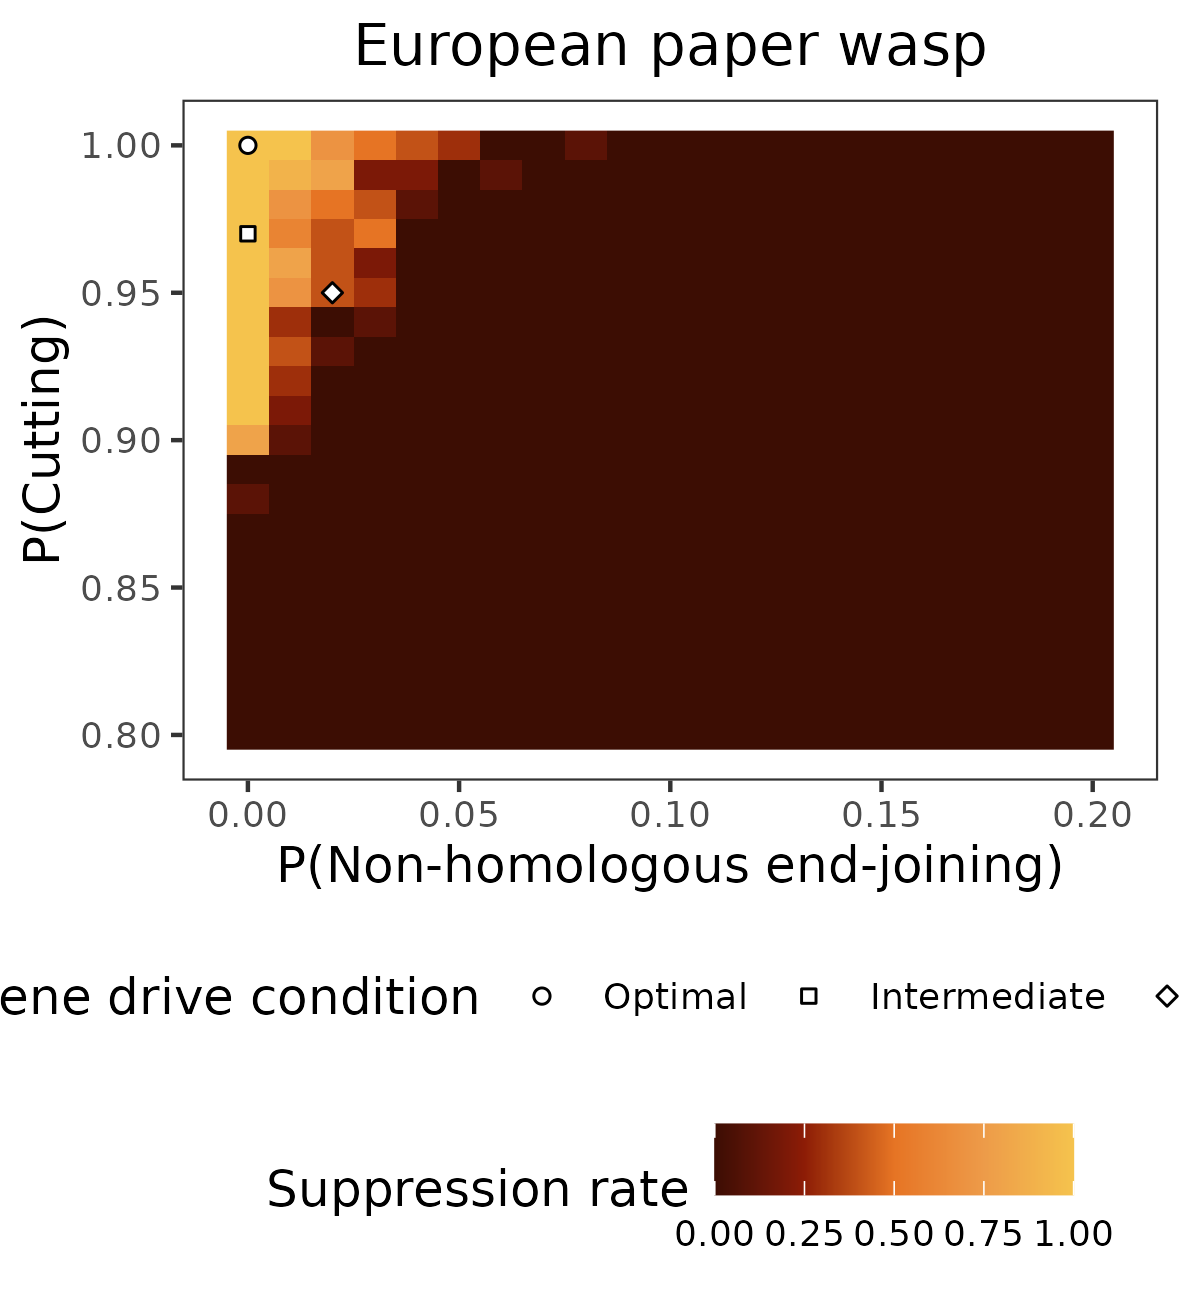 European paper wasp
1.00
0.95
0.90
0.85
0.80
P(Cutting)
0.00 0.05 0.10 0.15 0.20
P(Non-homologous end-joining)
ene drive condition Optimal Intermediate
Suppression rate
0.00 0.25 0.50 0.75 1.00